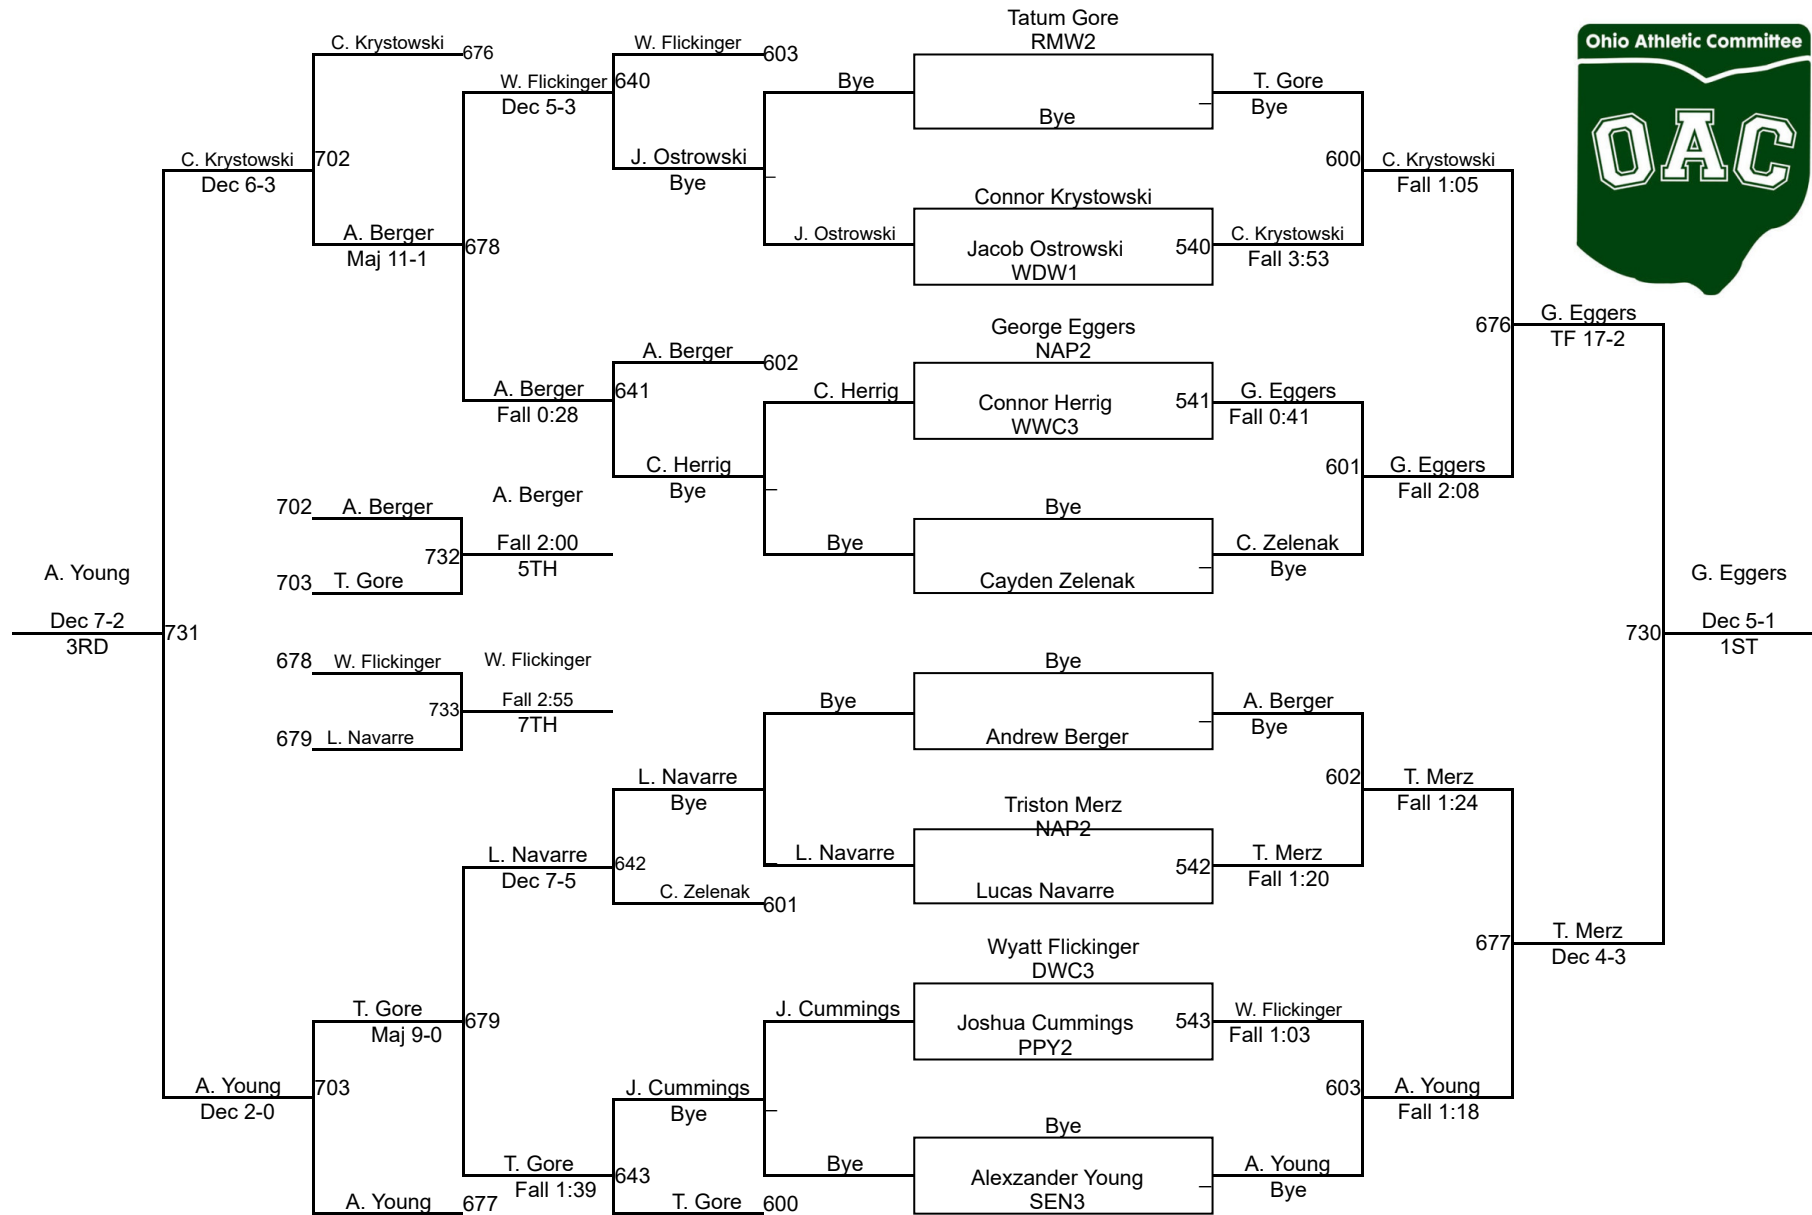 Tatum Gore
RMW2
Ohio Athletic Committee
OAC
C. Krystowski
676
W. Flickinger
603
W. Flickinger
640
Dec 5-3
Bye
Bye
T. Gore
Bye
C. Krystowski
702
Dec 6-3
J. Ostrowski
Bye
600
C. Krystowski
Fall 1:05
Connor Krystowski
A. Berger
678
Maj 11-1
J. Ostrowski
Jacob Ostrowski
WDW1
540
C. Krystowski
Fall 3:53
George Eggers
NAP2
676
G. Eggers
TF 17-2
A. Berger
602
A. Berger
641
Fall 0:28
C. Herrig
Connor Herrig
WWC3
541
G. Eggers
Fall 0:41
C. Herrig
Bye
601
G. Eggers
Fall 2:08
702
A. Berger
A. Berger
Bye
732
Fall 2:00
5TH
Bye
C. Zelenak
Bye
703
T. Gore
Cayden Zelenak
A. Young
Dec 7-2
3RD
731
G. Eggers
730
Dec 5-1
1ST
678
W. Flickinger
W. Flickinger
Bye
733
Fall 2:55
7TH
Bye
A. Berger
Bye
679
L. Navarre
Andrew Berger
L. Navarre
Bye
602
T. Merz
Fall 1:24
Triston Merz
NAP2
L. Navarre
642
Dec 7-5
L. Navarre
Lucas Navarre
542
T. Merz
Fall 1:20
C. Zelenak
601
Wyatt Flickinger
DWC3
677
T. Merz
Dec 4-3
T. Gore
679
Maj 9-0
J. Cummings
Joshua Cummings
PPY2
543
W. Flickinger
Fall 1:03
A. Young
703
Dec 2-0
J. Cummings
Bye
603
A. Young
Fall 1:18
Bye
T. Gore
643
Fall 1:39
Bye
Alexzander Young
SEN3
A. Young
Bye
A. Young
677
T. Gore
600